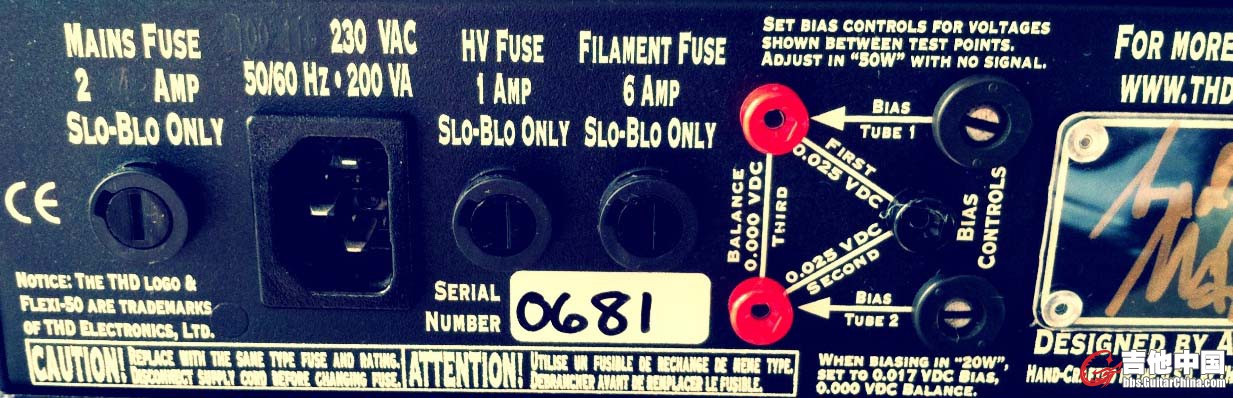 MAINS FUSE
2 AMP
SLO-BLO ONLY
230 VAC
50/60 HZ • 200 VA
HV FUSE
1 AMP
SLO-BLO ONLY
FILAMENT FUSE
6 AMP
SLO-BLO ONLY
SET BIAS CONTROLS FOR VOLTAGES
SHOWN BETWEEN TEST POINTS.
ADJUST IN "50W" WITH NO SIGNAL.
FOR MORE
WWW.THD
BIAS
TUBE 1
FIRST
0.025 VDC
BALANCE
0.000 VDC
THIRD
0.025 VDC
SECOND
BIAS
CONTROLS
BIAS
TUBE 2
CE
NOTICE: THE THD LOGO &
FLEXI-50 ARE TRADEMARKS
OF THD ELECTRONICS, LTD.
SERIAL
NUMBER
0681
CAUTION!
REPLACE WITH THE SAME TYPE FUSE AND RATING.
DISCONNECT SUPPLY CORD BEFORE CHANGING FUSE.
ATTENTION!
UTILISE UN FUSIBLE DE RECHANGE DE MEME TYPE.
DEBRANCHER AVANT DE REMPLACER LE FUSIBLE.
WHEN BIASING IN "20W",
SET TO 0.017 VDC BIAS,
0.000 VDC BALANCE.
DESIGNED BY A
HAND-CRAFTED
吉他中国
bbs.GuitarChina.com